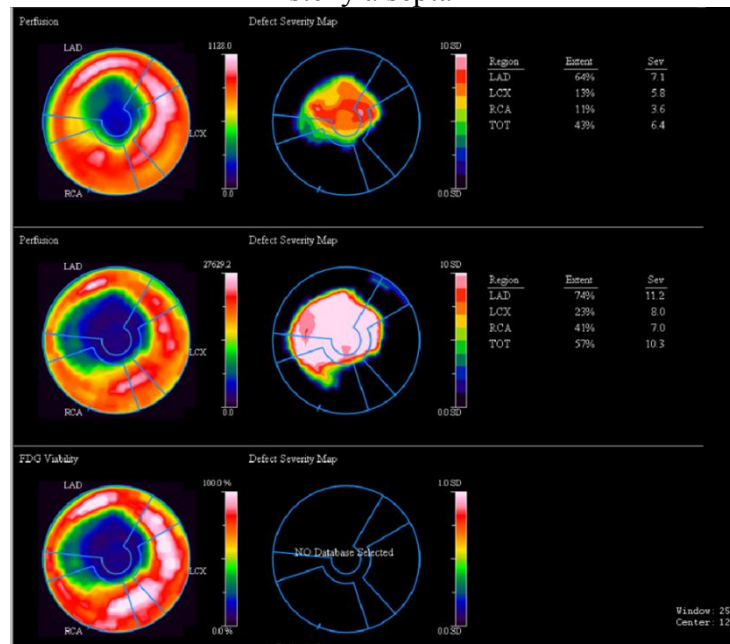 Perfusion Defect Severity Map
LAD
1128.0
10 SD
Region Extent Sev
LAD 64% 7.1
LCX 13% 5.8
RCA 11% 3.6
TOT 43% 6.4
LCX
RCA
0.0
0.0 SD
Perfusion Defect Severity Map
LAD
27629.2
10 SD
Region Extent Sev
LAD 74% 11.2
LCX 23% 8.0
RCA 41% 7.0
TOT 57% 10.3
LCX
RCA
0.0
0.0 SD
FDG Viability Defect Severity Map
LAD
100.0 %
1.0 SD
NO Database Selected
LCX
RCA
0.0 %
0.0 SD
Window: 25
Center: 12